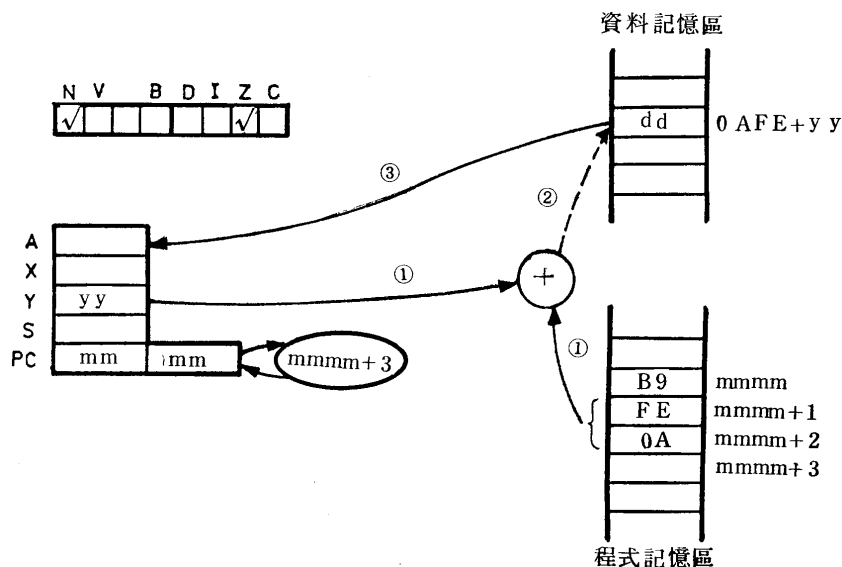 資料記憶區
N V B D I Z C
√ √
dd 0AFE+yy
③
②
A
X
①
+
Y yy
S
①
PC mm mm mmmm+3
B9 mmmm
FE mmmm+1
0A mmmm+2
mmmm+3
程式記憶區